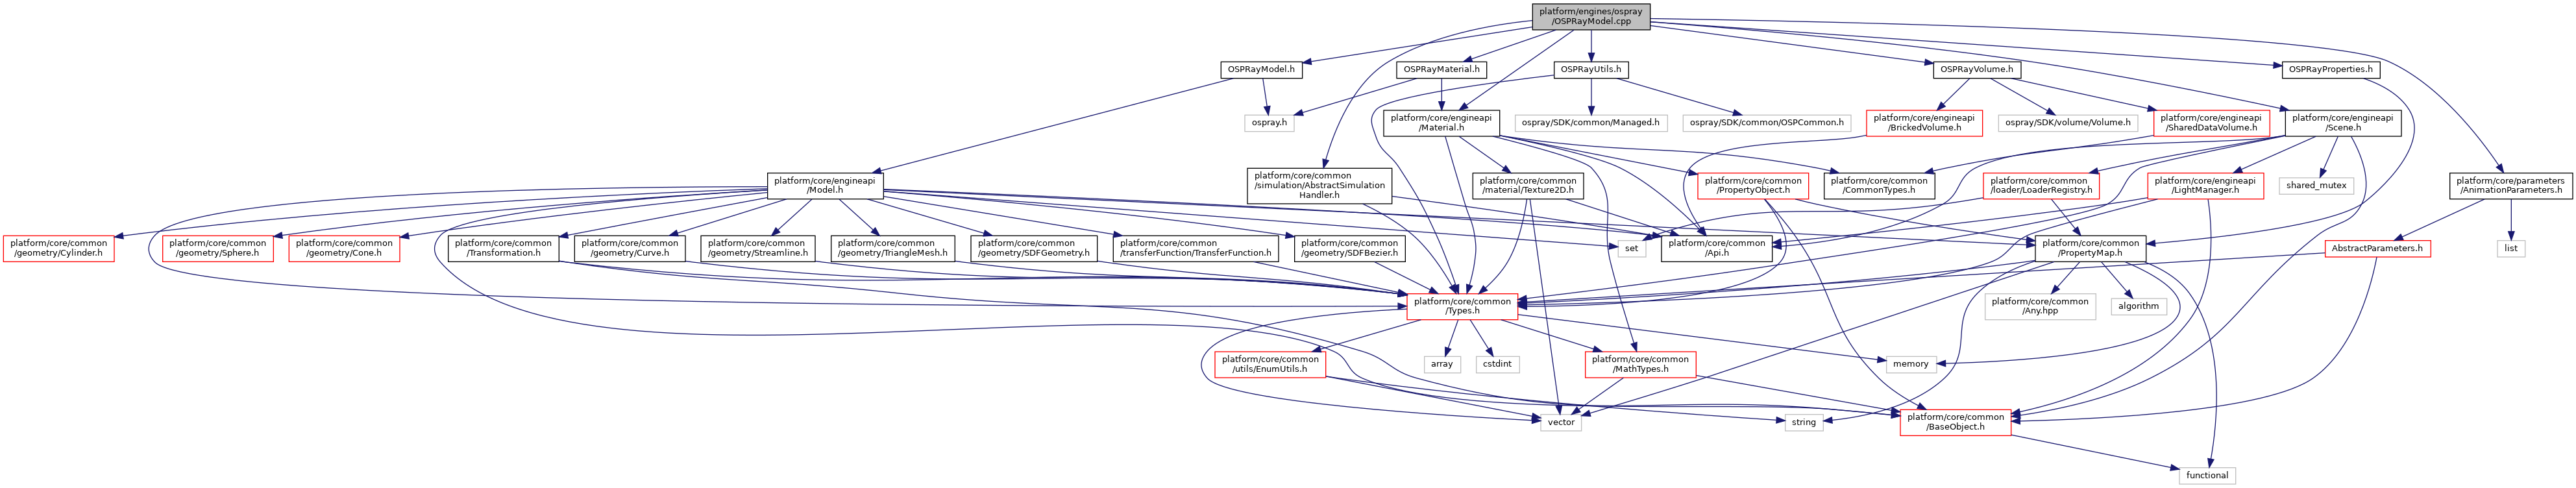 platform/engines/ospray
/OSPRayModel.cpp
OSPRayModel.h
OSPRayMaterial.h
OSPRayUtils.h
OSPRayVolume.h
OSPRayProperties.h
ospray.h
platform/core/engineapi
/Material.h
ospray/SDK/common/Managed.h
ospray/SDK/common/OSPCommon.h
platform/core/engineapi
/BrickedVolume.h
ospray/SDK/volume/Volume.h
platform/core/engineapi
/SharedDataVolume.h
platform/core/engineapi
/Scene.h
platform/core/engineapi
/Model.h
platform/core/common
/simulation/AbstractSimulation
Handler.h
platform/core/common
/material/Texture2D.h
platform/core/common
/PropertyObject.h
platform/core/common
/CommonTypes.h
platform/core/common
/loader/LoaderRegistry.h
platform/core/engineapi
/LightManager.h
shared_mutex
platform/core/parameters
/AnimationParameters.h
platform/core/common
/geometry/Cylinder.h
platform/core/common
/geometry/Sphere.h
platform/core/common
/geometry/Cone.h
platform/core/common
/Transformation.h
platform/core/common
/geometry/Curve.h
platform/core/common
/geometry/Streamline.h
platform/core/common
/geometry/TriangleMesh.h
platform/core/common
/geometry/SDFGeometry.h
platform/core/common
/transferFunction/TransferFunction.h
platform/core/common
/geometry/SDFBezier.h
set
platform/core/common
/Api.h
platform/core/common
/PropertyMap.h
AbstractParameters.h
list
platform/core/common
/Types.h
platform/core/common
/Any.hpp
algorithm
platform/core/common
/utils/EnumUtils.h
array
cstdint
platform/core/common
/MathTypes.h
memory
vector
string
platform/core/common
/BaseObject.h
functional